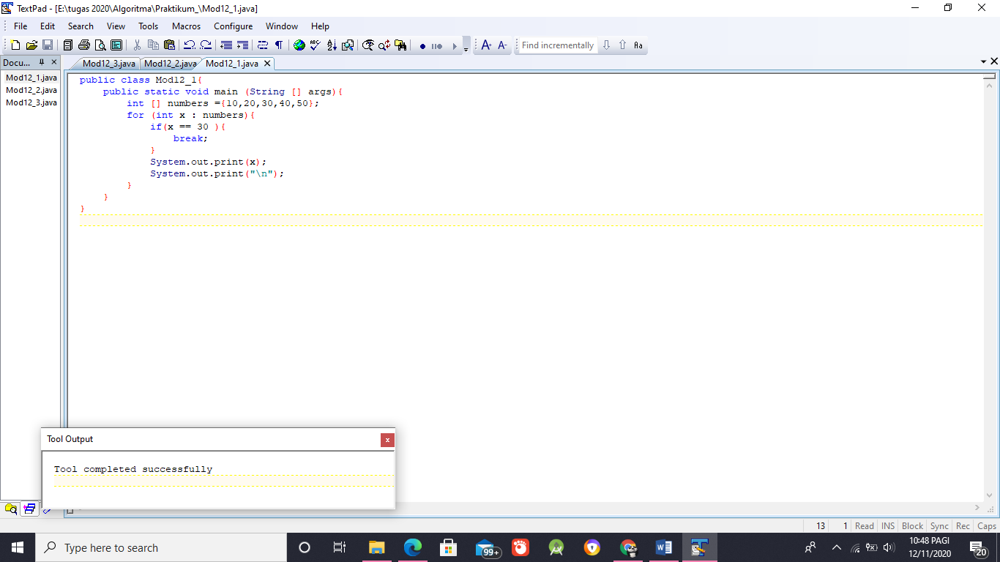 TextPad - [E:\tugas 2020\Algoritma\Praktikum_\Mod12_1.java]
File Edit Search View Tools Macros Configure Window Help
Find incrementally
Docu...
Mod12_3.java Mod12_2.java Mod12_1.java
Mod12_1.java
Mod12_2.java
Mod12_3.java
public class Mod12_1{
    public static void main (String [] args){
        int [] numbers ={10,20,30,40,50};
        for (int x : numbers){
            if(x == 30 ){
                break;
            }
            System.out.print(x);
            System.out.print("\n");
        }
    }
}
Tool Output
Tool completed successfully
13 1 Read INS Block Sync Rec Caps
Type here to search
99+
10:48 PAGI
12/11/2020
20